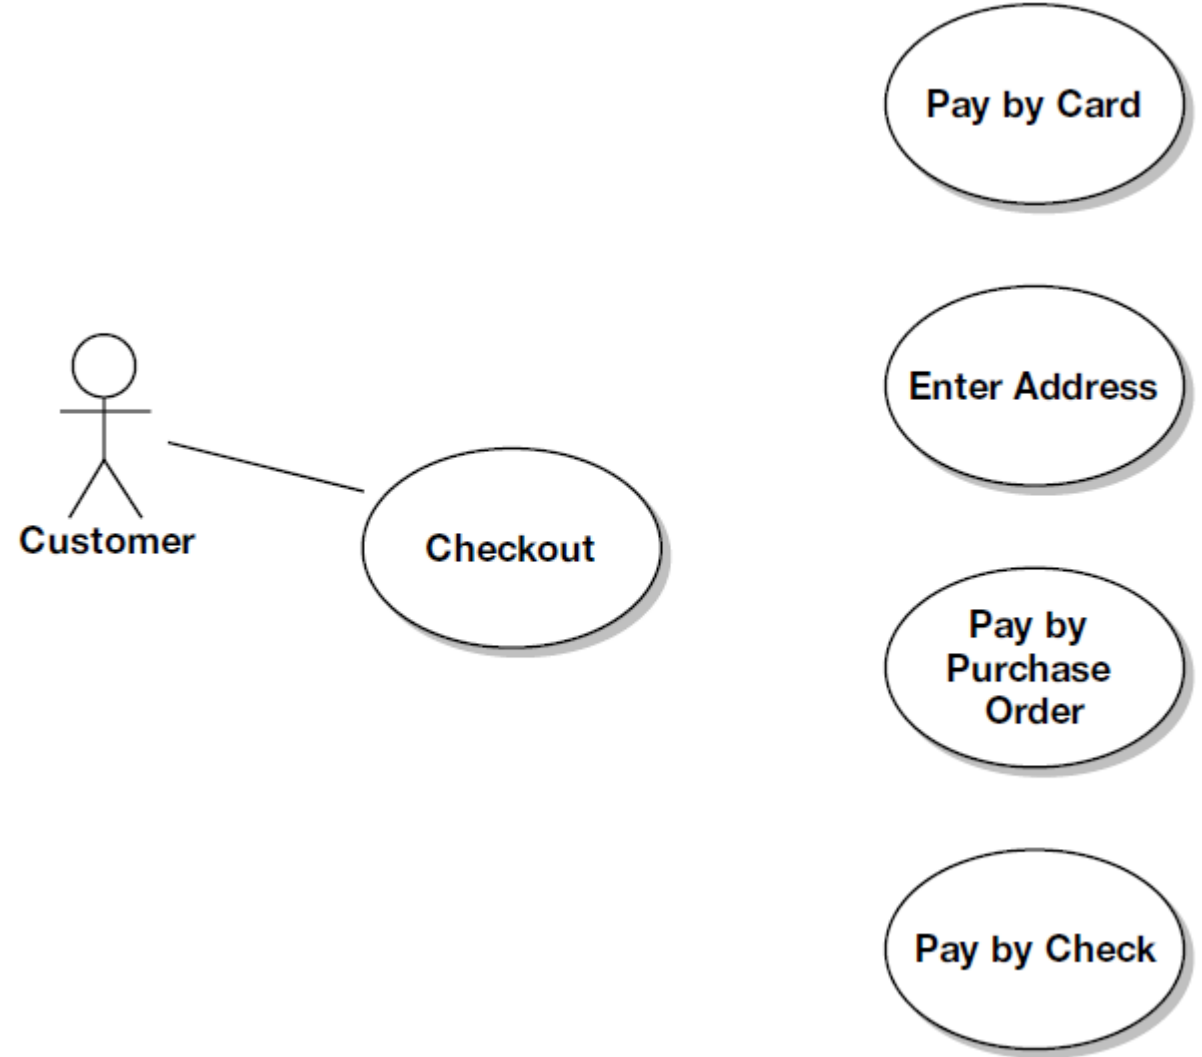 Pay by Card
Enter Address
Customer
Checkout
Pay by
Purchase
Order
Pay by Check